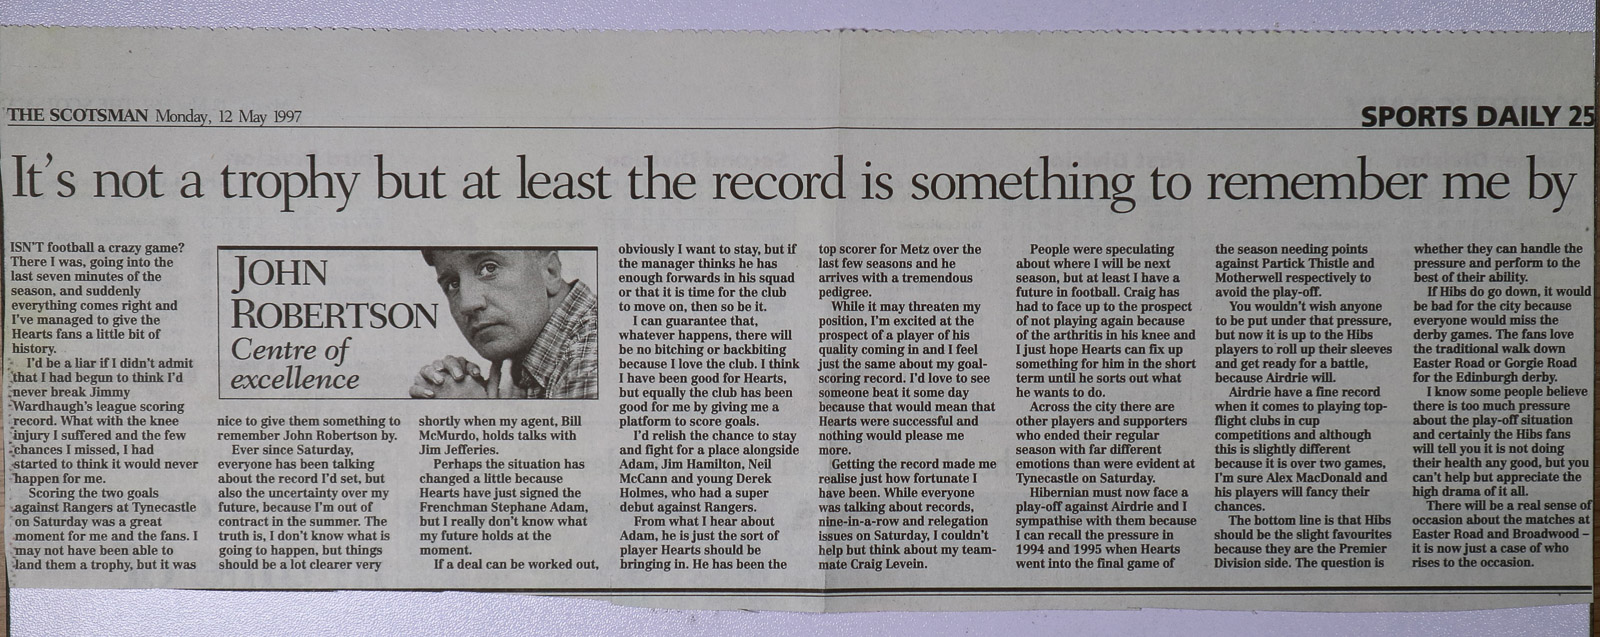 THE SCOTSMAN Monday, 12 May 1997
SPORTS DAILY 25
It's not a trophy but at least the record is something to remember me by
ISN'T football a crazy game?
There I was, going into the
last seven minutes of the
season, and suddenly
everything comes right and
I've managed to give the
Hearts fans a little bit of
history.
I'd be a liar if I didn't admit
that I had begun to think I'd
never break Jimmy
Wardhaugh's league scoring
record. What with the knee
injury I suffered and the few
chances I missed, I had
started to think it would never
happen for me.
Scoring the two goals
against Rangers at Tynecastle
on Saturday was a great
moment for me and the fans. I
may not have been able to
land them a trophy, but it was
JOHN
ROBERTSON
Centre of
excellence
nice to give them something to
remember John Robertson by.
Ever since Saturday,
everyone has been talking
about the record I'd set, but
also the uncertainty over my
future, because I'm out of
contract in the summer. The
truth is, I don't know what is
going to happen, but things
should be a lot clearer very
shortly when my agent, Bill
McMurdo, holds talks with
Jim Jefferies.
Perhaps the situation has
changed a little because
Hearts have just signed the
Frenchman Stephane Adam,
but I really don't know what
my future holds at the
moment.
If a deal can be worked out,
obviously I want to stay, but if
the manager thinks he has
enough forwards in his squad
or that it is time for the club
to move on, then so be it.
I can guarantee that,
whatever happens, there will
be no bitching or backbiting
because I love the club. I think
I have been good for Hearts,
but equally the club has been
good for me by giving me a
platform to score goals.
I'd relish the chance to stay
and fight for a place alongside
Adam, Jim Hamilton, Neil
McCann and young Derek
Holmes, who had a super
debut against Rangers.
From what I hear about
Adam, he is just the sort of
player Hearts should be
bringing in. He has been the
top scorer for Metz over the
last few seasons and he
arrives with a tremendous
pedigree.
While it may threaten my
position, I'm excited at the
prospect of a player of his
quality coming in and I feel
just the same about my goal-
scoring record. I'd love to see
someone beat it some day
because that would mean that
Hearts were successful and
nothing would please me
more.
Getting the record made me
realise just how fortunate I
have been. While everyone
was talking about records,
nine-in-a-row and relegation
issues on Saturday, I couldn't
help but think about my team-
mate Craig Levein.
People were speculating
about where I will be next
season, but at least I have a
future in football. Craig has
had to face up to the prospect
of not playing again because
of the arthritis in his knee and
I just hope Hearts can fix up
something for him in the short
term until he sorts out what
he wants to do.
Across the city there are
other players and supporters
who ended their regular
season with far different
emotions than were evident at
Tynecastle on Saturday.
Hibernian must now face a
play-off against Airdrie and I
sympathise with them because
I can recall the pressure in
1994 and 1995 when Hearts
went into the final game of
the season needing points
against Partick Thistle and
Motherwell respectively to
avoid the play-off.
You wouldn't wish anyone
to be put under that pressure,
but now it is up to the Hibs
players to roll up their sleeves
and get ready for a battle,
because Airdrie will.
Airdrie have a fine record
when it comes to playing top-
flight clubs in cup
competitions and although
this is slightly different
because it is over two games,
I'm sure Alex MacDonald and
his players will fancy their
chances.
The bottom line is that Hibs
should be the slight favourites
because they are the Premier
Division side. The question is
whether they can handle the
pressure and perform to the
best of their ability.
If Hibs do go down, it would
be bad for the city because
everyone would miss the
derby games. The fans love
the traditional walk down
Easter Road or Gorgie Road
for the Edinburgh derby.
I know some people believe
there is too much pressure
about the play-off situation
and certainly the Hibs fans
will tell you it is not doing
their health any good, but you
can't help but appreciate the
high drama of it all.
There will be a real sense of
occasion about the matches at
Easter Road and Broadwood –
it is now just a case of who
rises to the occasion.